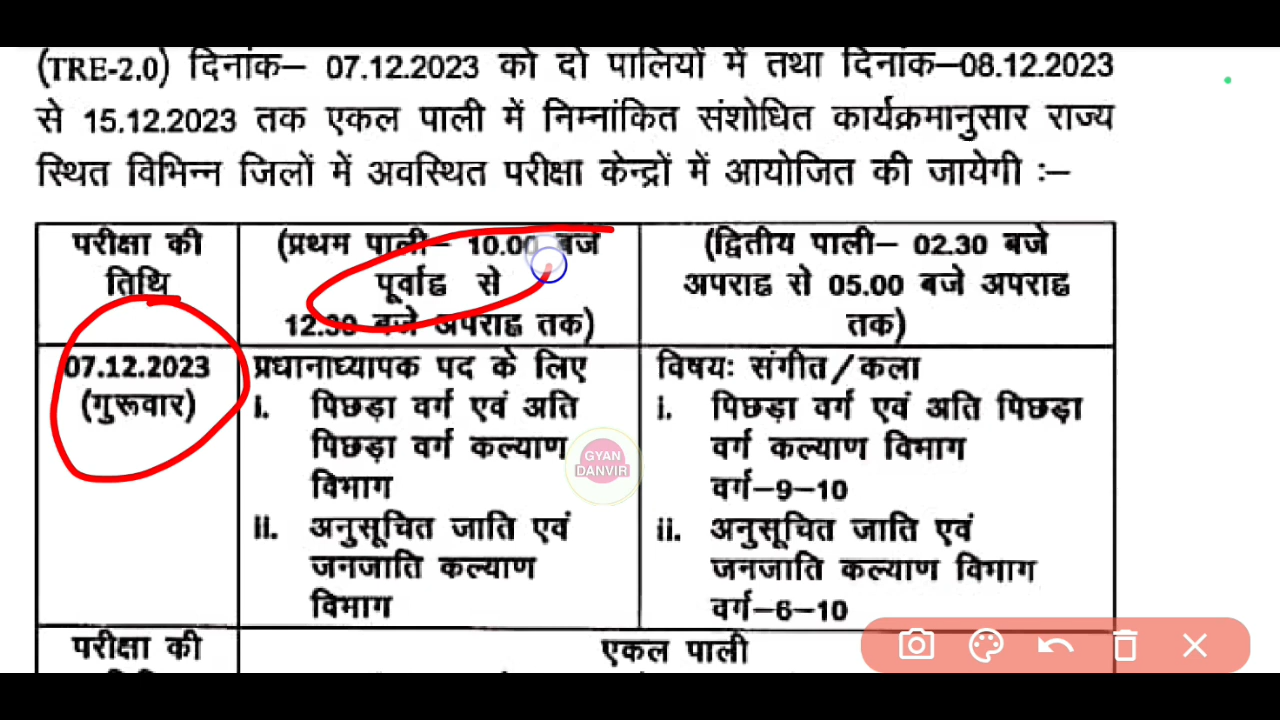 (TRE-2.0) दिनांक– 07.12.2023 को दो पालियों में तथा दिनांक–08.12.2023
से 15.12.2023 तक एकल पाली में निम्नांकित संशोधित कार्यक्रमानुसार राज्य
स्थित विभिन्न जिलों में अवस्थित परीक्षा केन्द्रों में आयोजित की जायेगी :–
परीक्षा की
तिथि
(प्रथम पाली– 10.00 बजे
पूर्वाह्न से
12.30 बजे अपराह्न तक)
(द्वितीय पाली– 02.30 बजे
अपराह्न से 05.00 बजे अपराह्न
तक)
07.12.2023
(गुरूवार)
प्रधानाध्यापक पद के लिए
i. पिछड़ा वर्ग एवं अति
पिछड़ा वर्ग कल्याण
विभाग
ii. अनुसूचित जाति एवं
जनजाति कल्याण
विभाग
विषयः संगीत/कला
i. पिछड़ा वर्ग एवं अति पिछड़ा
वर्ग कल्याण विभाग
वर्ग–9–10
ii. अनुसूचित जाति एवं
जनजाति कल्याण विभाग
वर्ग–6–10
GYAN
DANVIR
परीक्षा की
एकल पाली